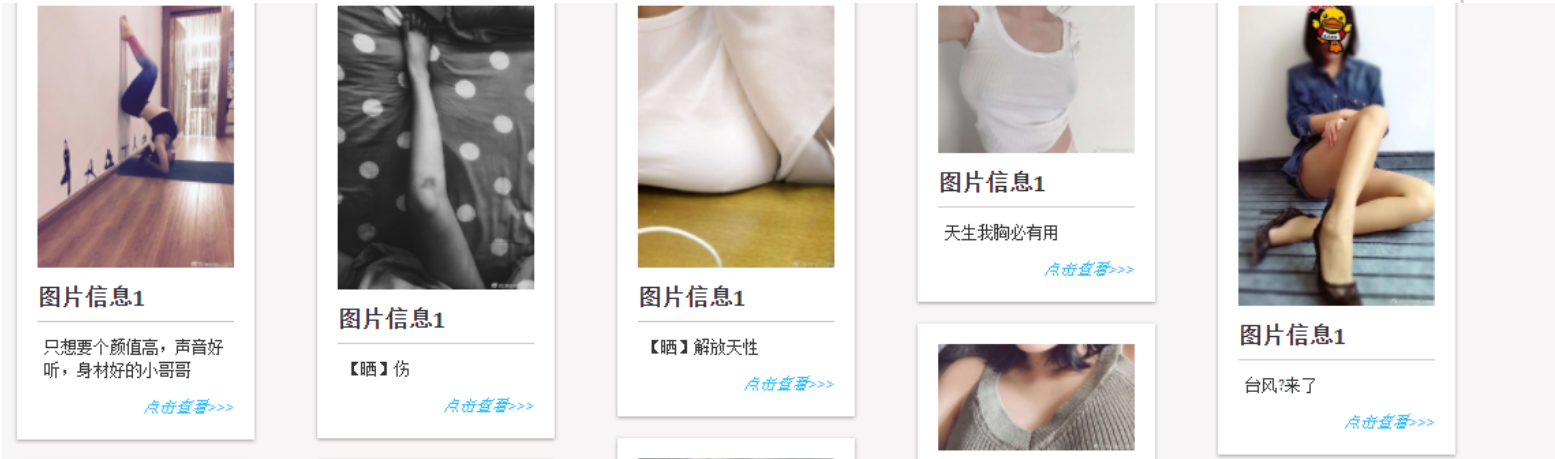 图片信息1
只想要个颜值高，声音好
听，身材好的小哥哥
点击查看>>>
图片信息1
【晒】伤
点击查看>>>
图片信息1
【晒】解放天性
点击查看>>>
图片信息1
天生我胸必有用
点击查看>>>
图片信息1
台风?来了
点击查看>>>